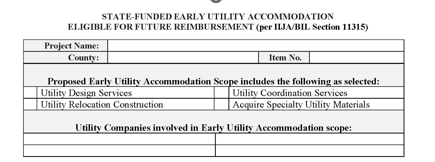 STATE-FUNDED EARLY UTILITY ACCOMMODATION
ELIGIBLE FOR FUTURE REIMBURSEMENT (per IIJA/BIL Section 11315)
Project Name:
County: Item No.
Proposed Early Utility Accommodation Scope includes the following as selected:
Utility Design Services Utility Coordination Services
Utility Relocation Construction Acquire Specialty Utility Materials
Utility Companies involved in Early Utility Accommodation scope: